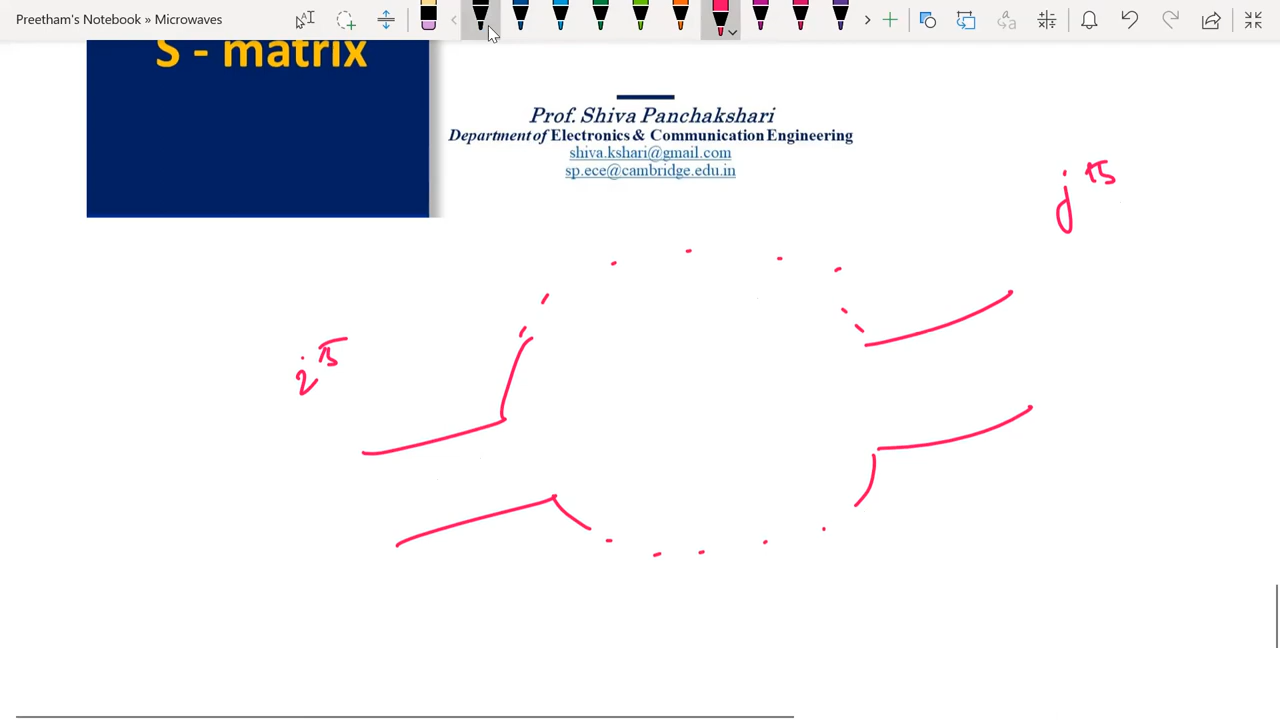 Preetham's Notebook » Microwaves
S - matrix
Prof. Shiva Panchakshari
Department of Electronics & Communication Engineering
shiva.kshari@gmail.com
sp.ece@cambridge.edu.in